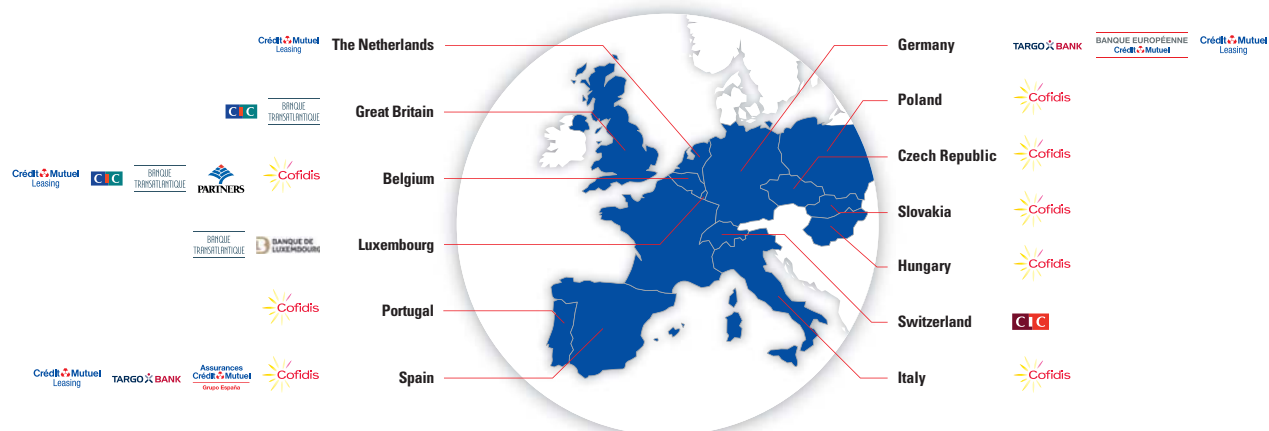 Crédit Mutuel
Leasing
The Netherlands
CIC
BANQUE
TRANSATLANTIQUE
Great Britain
Crédit Mutuel
Leasing
CIC
BANQUE
TRANSATLANTIQUE
PARTNERS
Cofidis
Belgium
BANQUE
TRANSATLANTIQUE
BANQUE DE
LUXEMBOURG
Luxembourg
Cofidis
Portugal
Crédit Mutuel
Leasing
TARGO BANK
Assurances
Crédit Mutuel
Grupo España
Cofidis
Spain
Germany
TARGO BANK
BANQUE EUROPÉENNE
Crédit Mutuel
Crédit Mutuel
Leasing
Poland
Cofidis
Czech Republic
Cofidis
Slovakia
Cofidis
Hungary
Cofidis
Switzerland
CIC
Italy
Cofidis